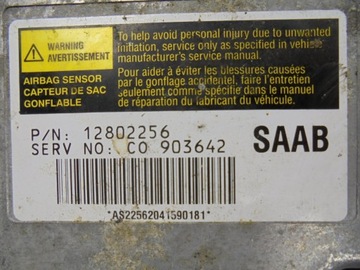 WARNING
AVERTISSEMENT
AIRBAG SENSOR
CAPTEUR DE SAC
GONFLABLE
To help avoid personal injury due to unwanted
inflation, service only as specified in vehicle
manufacturer's service manual.
Pour aider à éviter les blessures causées
par le gonflage accidentel, faire l'entretien
seulement comme spécifié dans le manuel
de réparation du fabricant du véhicule.
P/N: 12802256
SERV NO: CO 903642
SAAB
*AS22562041590181*